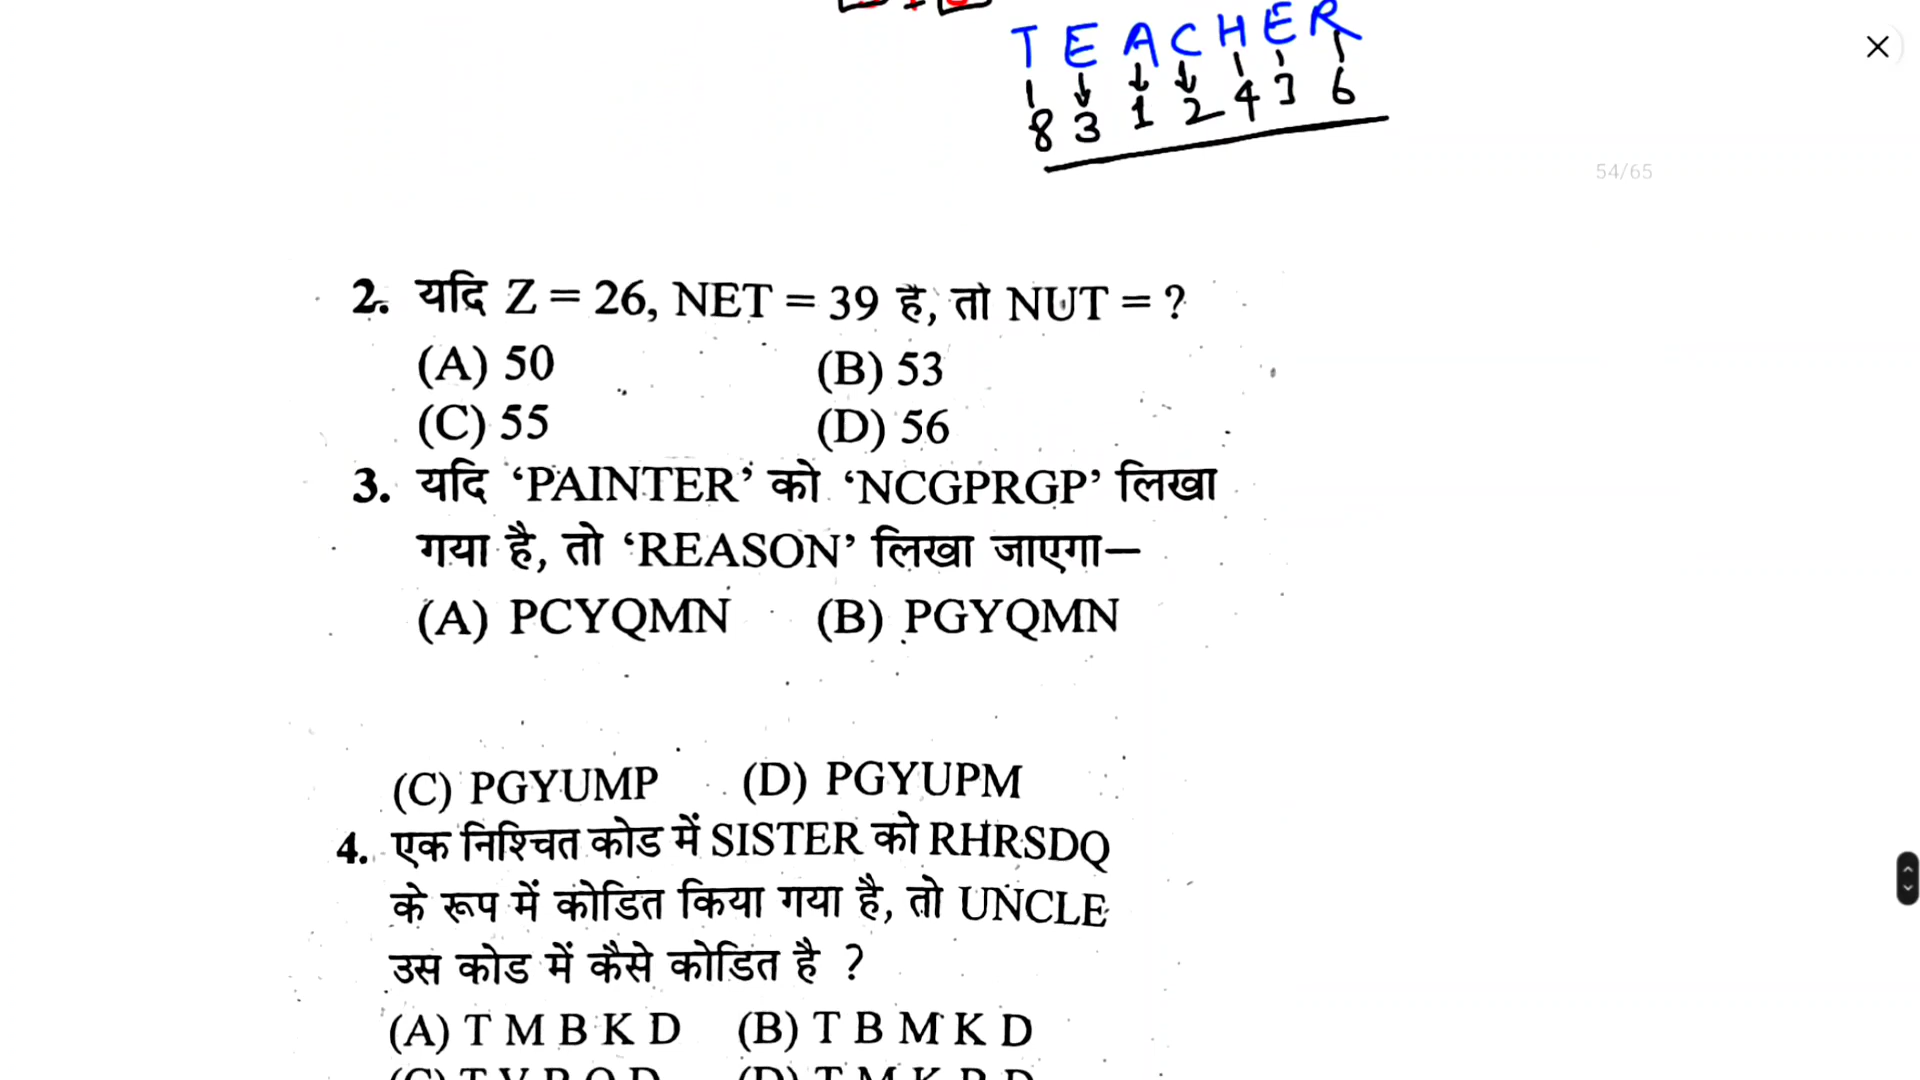 TEACHER
8 3 1 2 4 3 6
54/65
2. यदि Z = 26, NET = 39 है, तो NUT = ?
(A) 50 (B) 53
(C) 55 (D) 56
3. यदि ‘PAINTER’ को ‘NCGPRGP’ लिखा
गया है, तो ‘REASON’ लिखा जाएगा—
(A) PCYQMN (B) PGYQMN
(C) PGYUMP (D) PGYUPM
4. एक निश्चित कोड में SISTER को RHRSDQ
के रूप में कोडित किया गया है, तो UNCLE
उस कोड में कैसे कोडित है ?
(A) T M B K D (B) T B M K D